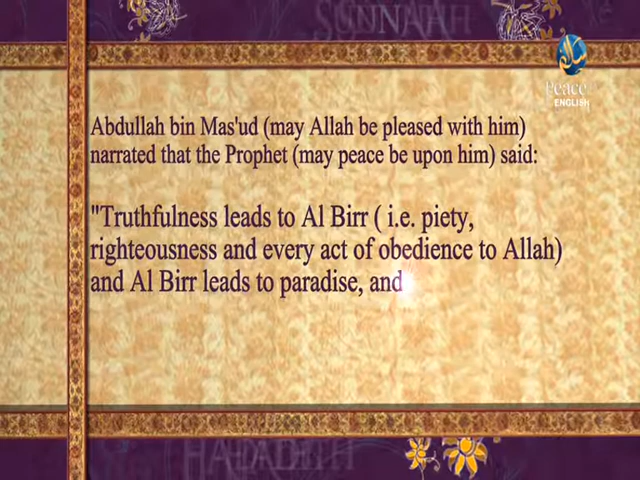 SUNNAAH
Peace
ENGLISH
Abdullah bin Mas'ud (may Allah be pleased with him)
narrated that the Prophet (may peace be upon him) said:
"Truthfulness leads to Al Birr ( i.e. piety,
righteousness and every act of obedience to Allah)
and Al Birr leads to paradise, and